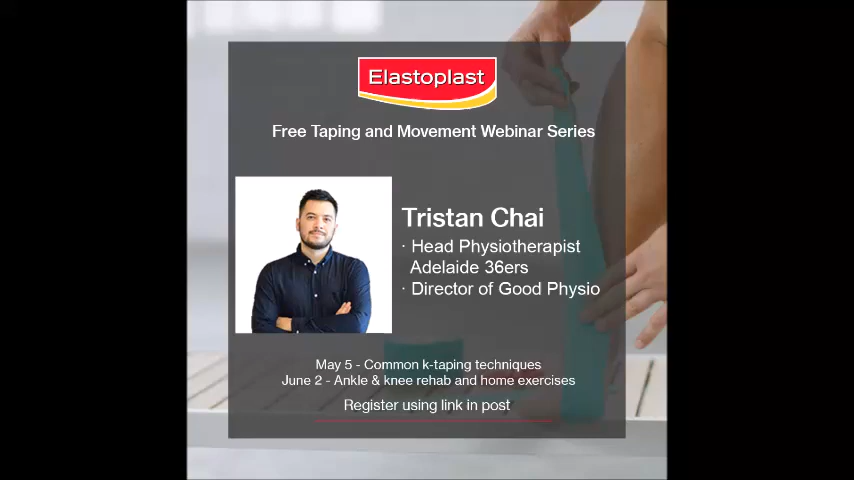 Elastoplast
Free Taping and Movement Webinar Series
Tristan Chai
· Head Physiotherapist
Adelaide 36ers
· Director of Good Physio
May 5 - Common k-taping techniques
June 2 - Ankle & knee rehab and home exercises
Register using link in post